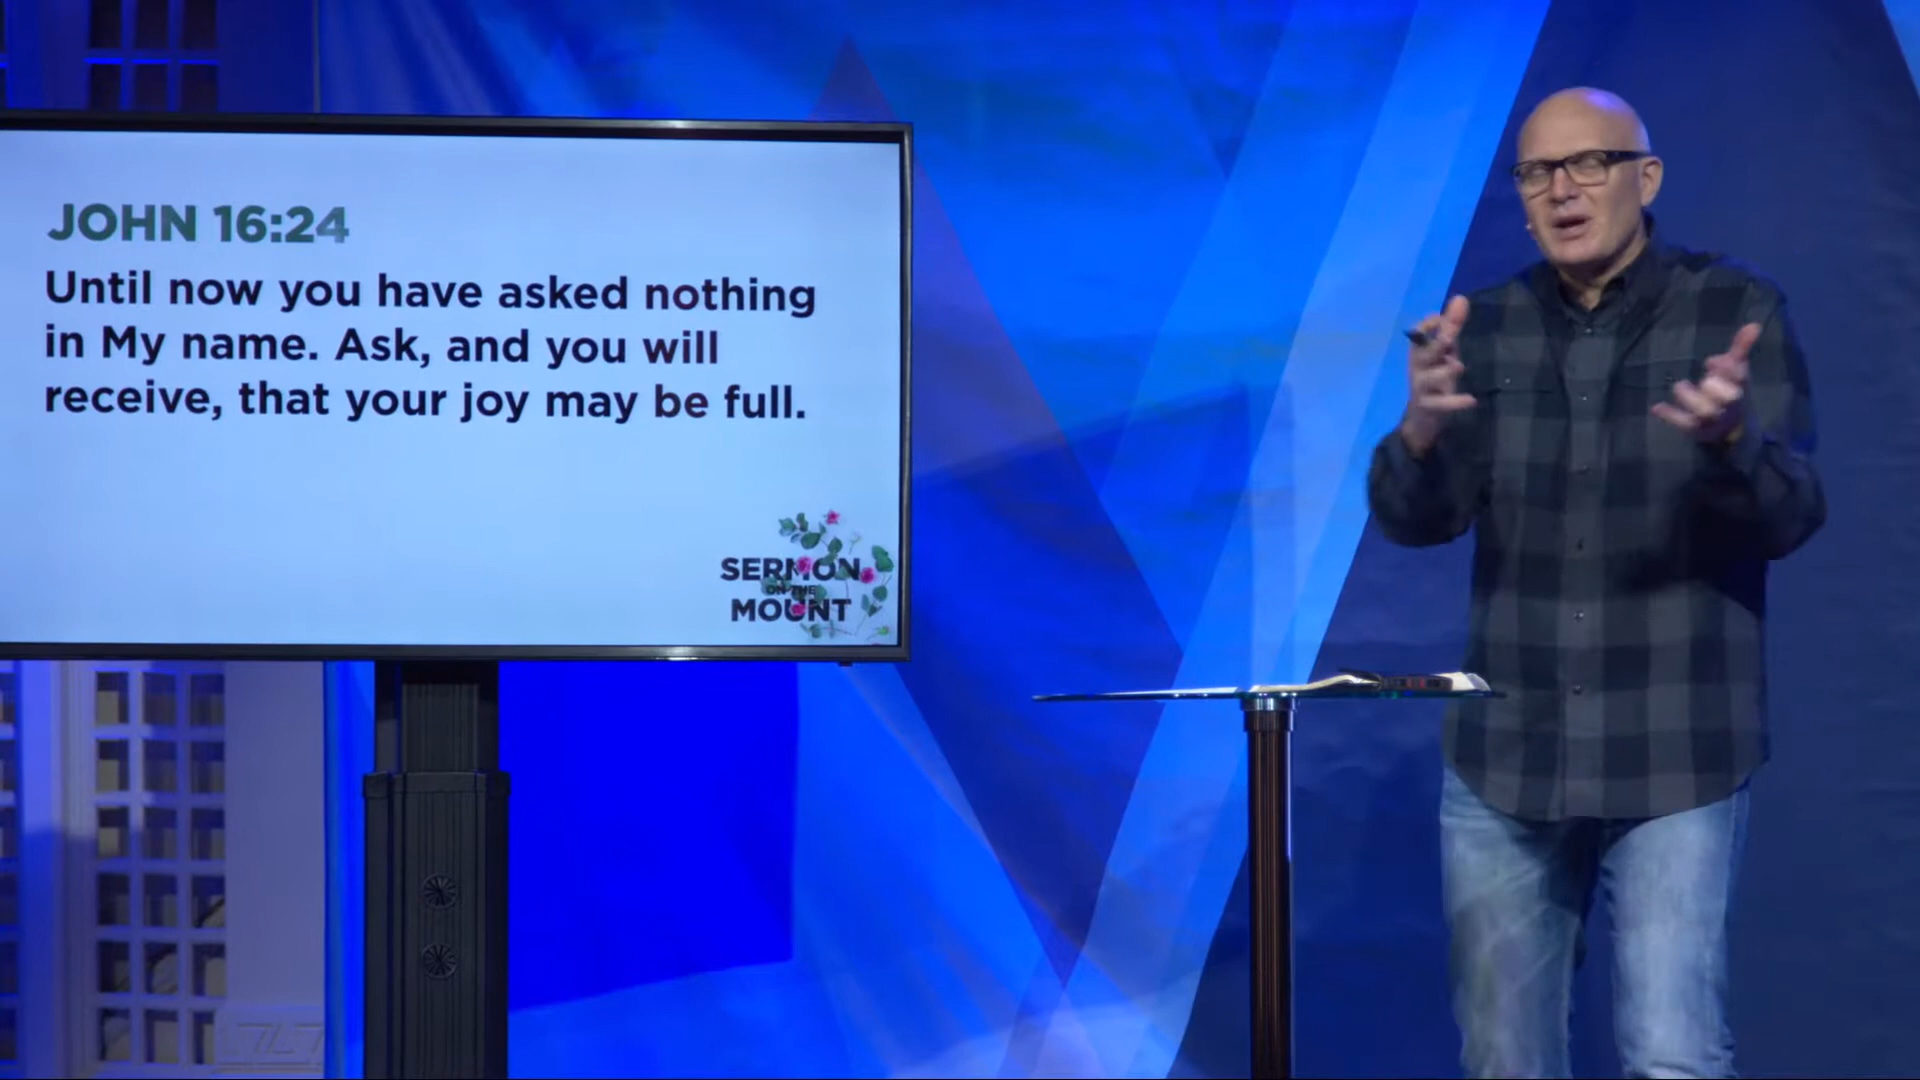 JOHN 16:24
Until now you have asked nothing
in My name. Ask, and you will
receive, that your joy may be full.
SERMON
ON THE
MOUNT